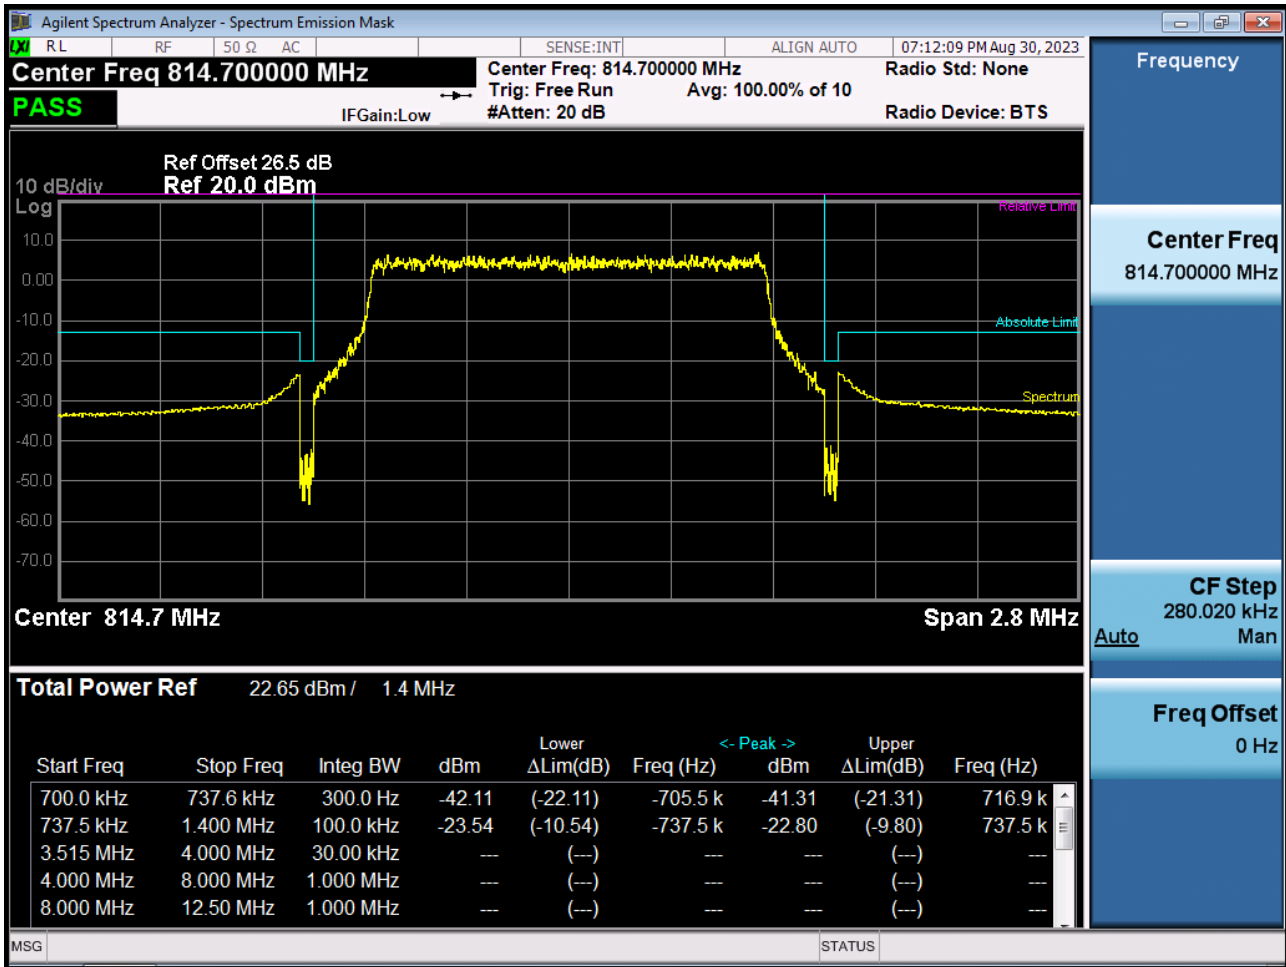 Agilent Spectrum Analyzer - Spectrum Emission Mask
LXI RL RF 50 Ω AC SENSE:INT ALIGN AUTO 07:12:09 PM Aug 30, 2023
Center Freq 814.700000 MHz Center Freq: 814.700000 MHz Radio Std: None
Trig: Free Run Avg: 100.00% of 10
PASS IFGain:Low #Atten: 20 dB Radio Device: BTS
Ref Offset 26.5 dB
10 dB/div Ref 20.0 dBm
Log
Relative Limit
10.0
0.00
-10.0
Absolute Limit
-20.0
-30.0
Spectrum
-40.0
-50.0
-60.0
-70.0
Center 814.7 MHz Span 2.8 MHz
Total Power Ref 22.65 dBm / 1.4 MHz
Lower <- Peak -> Upper
Start Freq Stop Freq Integ BW dBm ΔLim(dB) Freq (Hz) dBm ΔLim(dB) Freq (Hz)
700.0 kHz 737.6 kHz 300.0 Hz -42.11 (-22.11) -705.5 k -41.31 (-21.31) 716.9 k
737.5 kHz 1.400 MHz 100.0 kHz -23.54 (-10.54) -737.5 k -22.80 (-9.80) 737.5 k
3.515 MHz 4.000 MHz 30.00 kHz --- (---) --- --- (---) ---
4.000 MHz 8.000 MHz 1.000 MHz --- (---) --- --- (---) ---
8.000 MHz 12.50 MHz 1.000 MHz --- (---) --- --- (---) ---
MSG STATUS
Frequency
Center Freq
814.700000 MHz
CF Step
280.020 kHz
Auto Man
Freq Offset
0 Hz